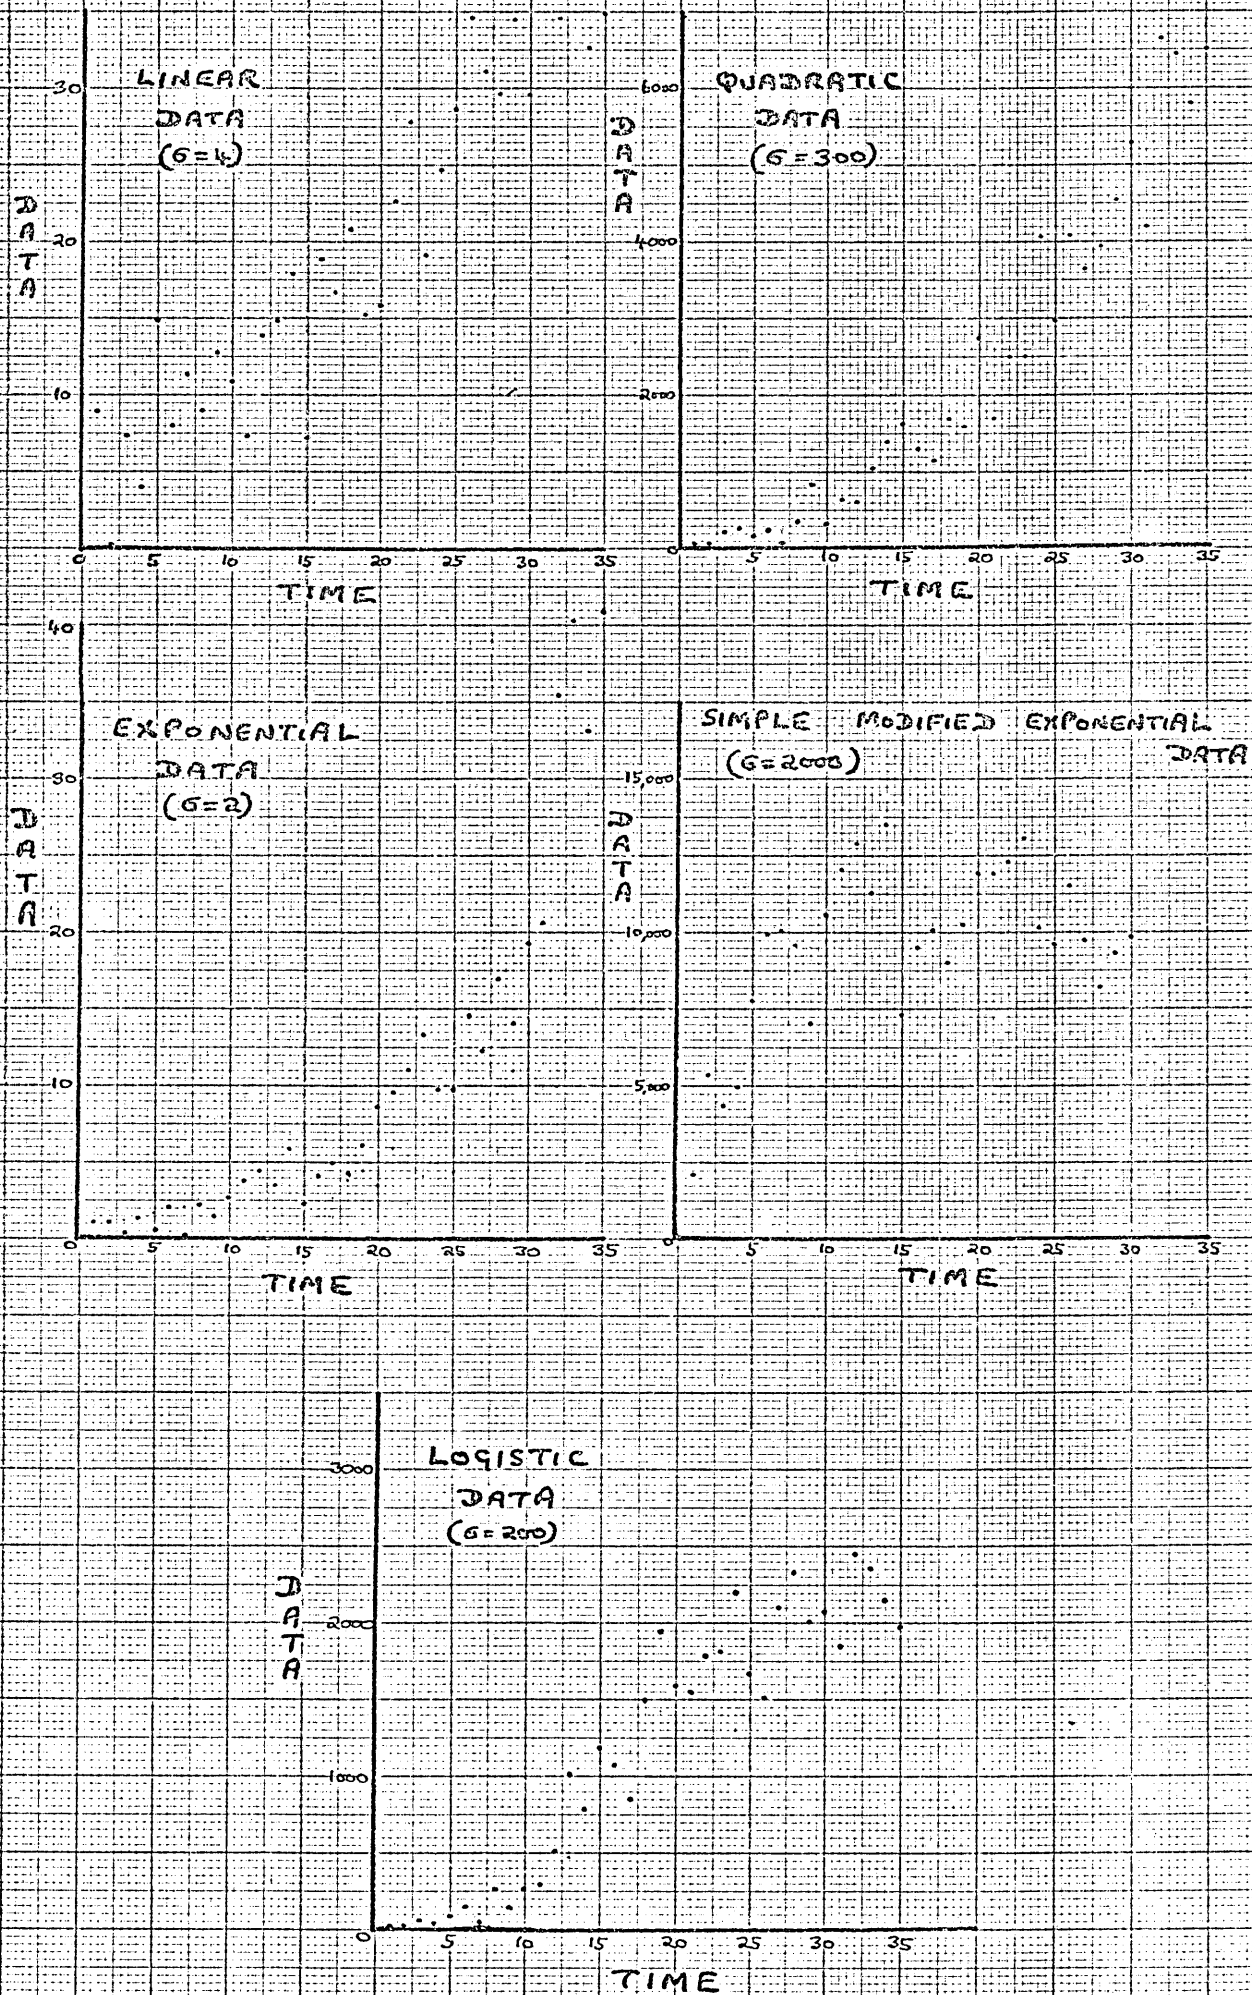 LINEAR
DATA
(σ=4)
DATA
30
20
10
0
0 5 10 15 20 25 30 35
TIME
QUADRATIC
DATA
(σ=300)
DATA
6000
4000
2000
0
0 5 10 15 20 25 30 35
TIME
EXPONENTIAL
DATA
(σ=2)
DATA
40
30
20
10
0 5 10 15 20 25 30 35
TIME
SIMPLE MODIFIED EXPONENTIAL
DATA
(σ=2000)
DATA
15,000
10,000
5,000
0
0 5 10 15 20 25 30 35
TIME
LOGISTIC
DATA
(σ=200)
DATA
3000
2000
1000
0 5 10 15 20 25 30 35
TIME